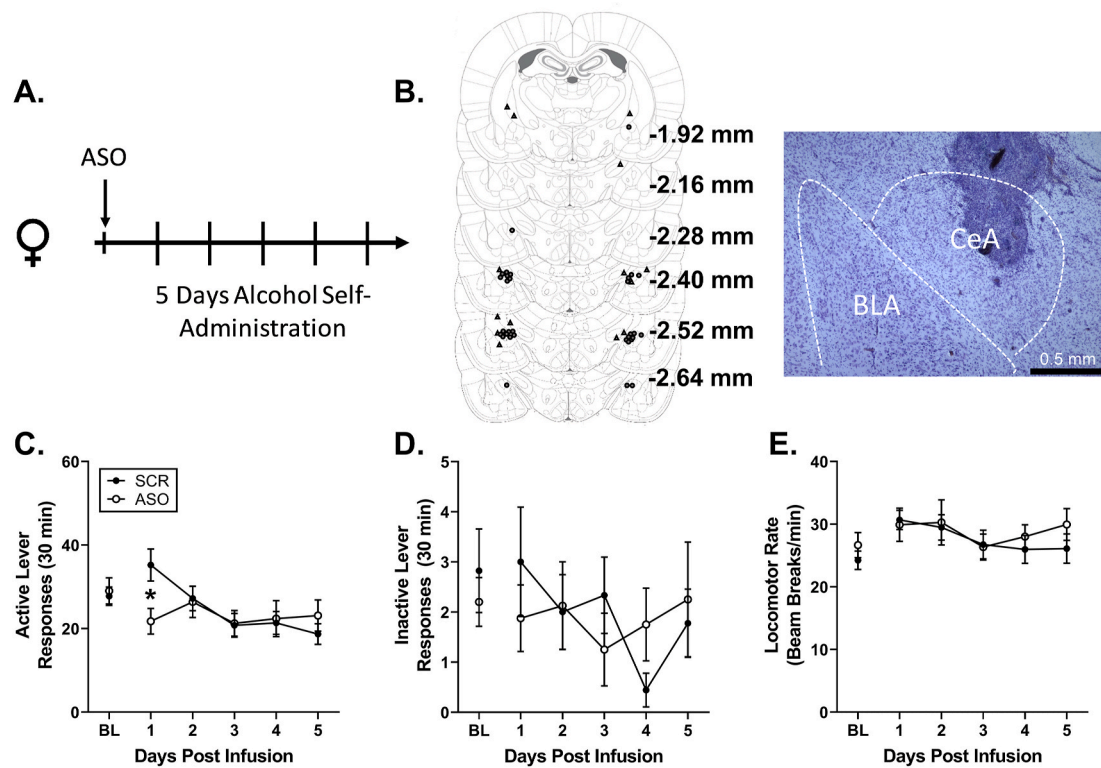 A.
ASO
♀
5 Days Alcohol Self-
Administration
B.
-1.92 mm
-2.16 mm
-2.28 mm
-2.40 mm
-2.52 mm
-2.64 mm
CeA
BLA
0.5 mm
C.
Active Lever
Responses (30 min)
60
40
20
0
SCR
ASO
*
BL 1 2 3 4 5
Days Post Infusion
D.
Inactive Lever
Responses (30 min)
5
4
3
2
1
0
BL 1 2 3 4 5
Days Post Infusion
E.
Locomotor Rate
(Beam Breaks/min)
40
30
20
10
0
BL 1 2 3 4 5
Days Post Infusion